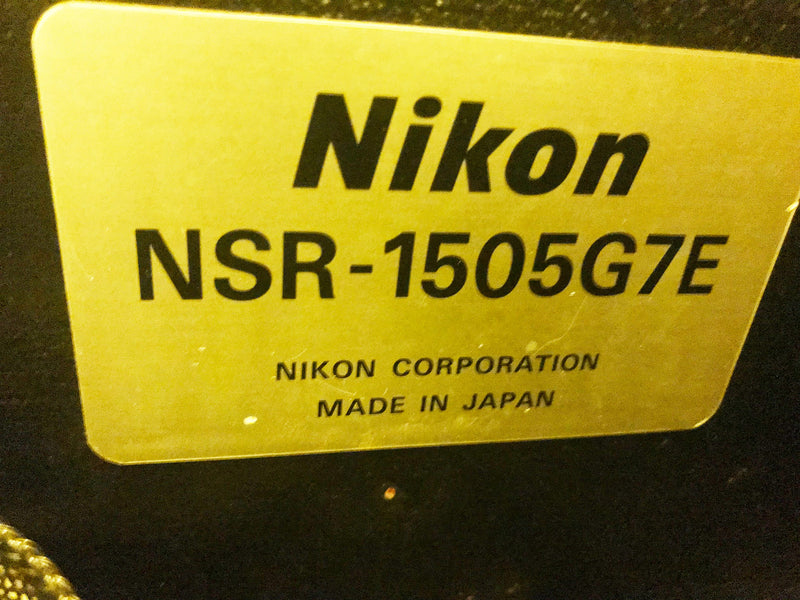 Nikon
NSR-1505G7E
NIKON CORPORATION
MADE IN JAPAN